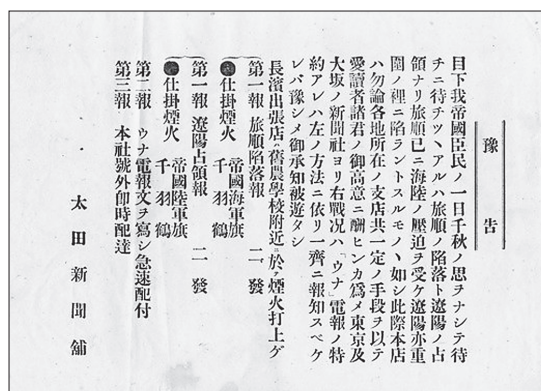 豫告
目下我帝國臣民ノ一日千秋ノ思ヲナシテ待
チニ待チツヽアルハ旅順ノ陷落ト遼陽ノ占
領ナリ旅順已ニ海陸ノ壓迫ヲ受ケ遼陽亦重
圍ノ裡ニ陷ラントスルモノヽ如シ此際本店
ハ勿論各地所在ノ支店共一定ノ手段ヲ以テ
愛讀者諸君ノ御高意ニ酬ヒンカ爲メ東京及
大坂ノ新聞社ヨリ右戰况ハ「ウナ」電報ノ特
約アレハ左ノ方法ニ依リ一齊ニ報知スベケ
レバ豫シメ御承知被遊タシ
長濱出張店ハ舊農學校附近ニ於テ煙火打上ゲ
第一報 旅順陷落報 二發
●仕掛煙火 帝國海軍旗 千羽鶴
第一報 遼陽占領報 二發
●仕掛煙火 帝國陸軍旗 千羽鶴
第二報 ウナ電報文ヲ寫シ急速配付
第三報 本社號外卽時配達
太田新聞舖